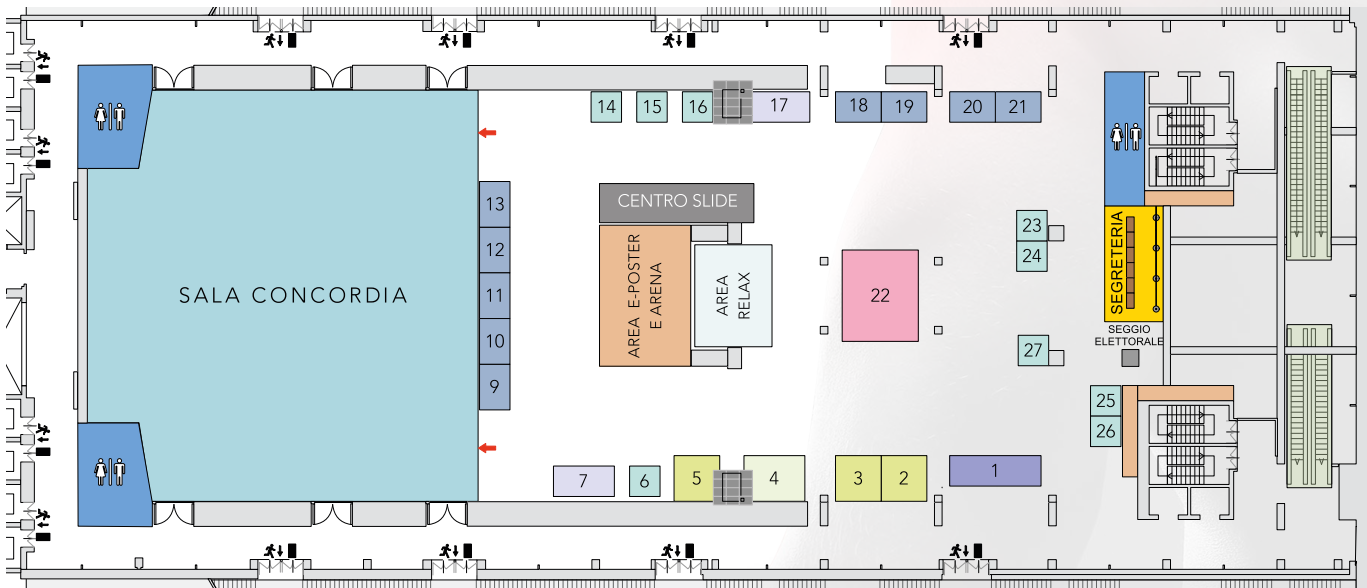 14
15
16
17
18
19
20
21
13
12
11
10
9
SALA CONCORDIA
CENTRO SLIDE
AREA E-POSTER
E ARENA
AREA
RELAX
22
23
24
27
SEGRETERIA
SEGGIO
ELETTORALE
25
26
7
6
5
4
3
2
1